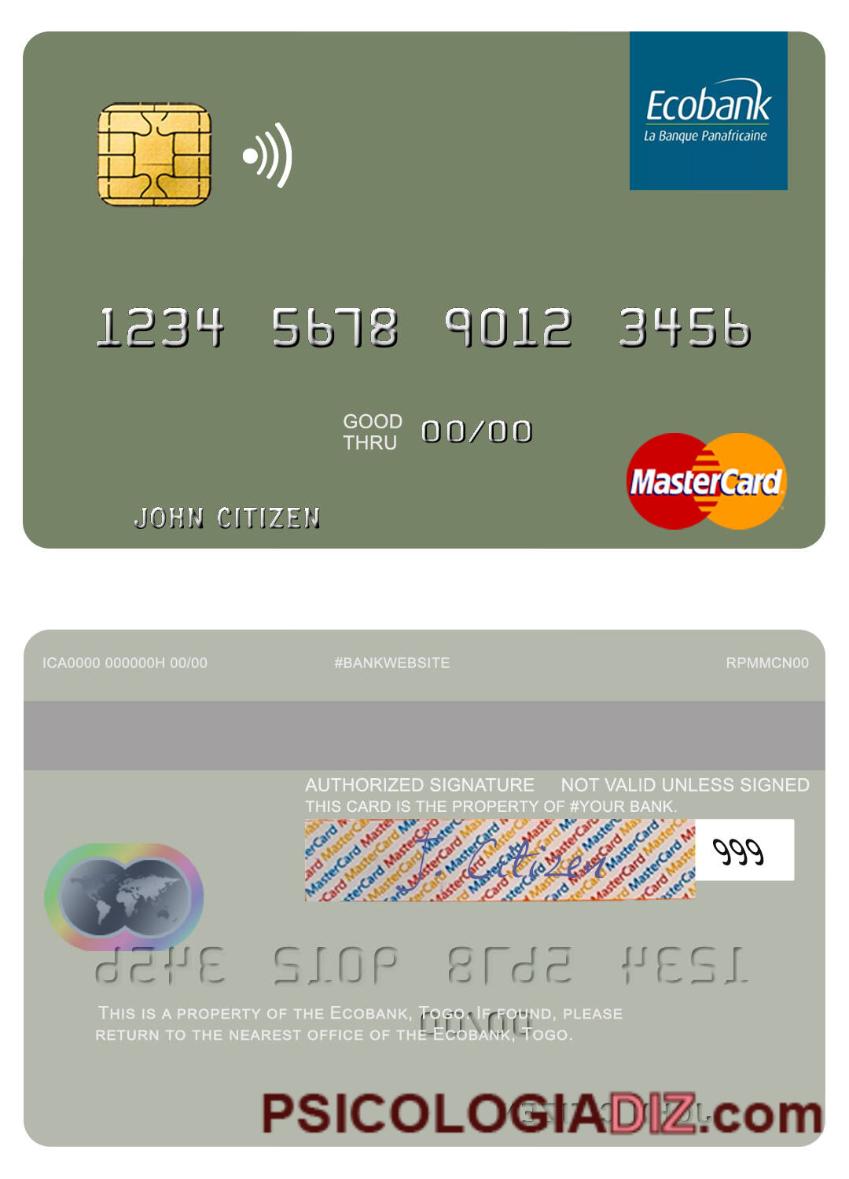 Ecobank
La Banque Panafricaine
1234 5678 9012 3456
GOOD THRU 00/00
JOHN CITIZEN
MasterCard
ICA0000 000000H 00/00 #BANKWEBSITE RPMMCN00
AUTHORIZED SIGNATURE NOT VALID UNLESS SIGNED
THIS CARD IS THE PROPERTY OF #YOUR BANK.
J. Citizen 999
THIS IS A PROPERTY OF THE ECOBANK, TOGO. IF FOUND, PLEASE
RETURN TO THE NEAREST OFFICE OF THE ECOBANK, TOGO.
PSICOLOGIADIZ.com